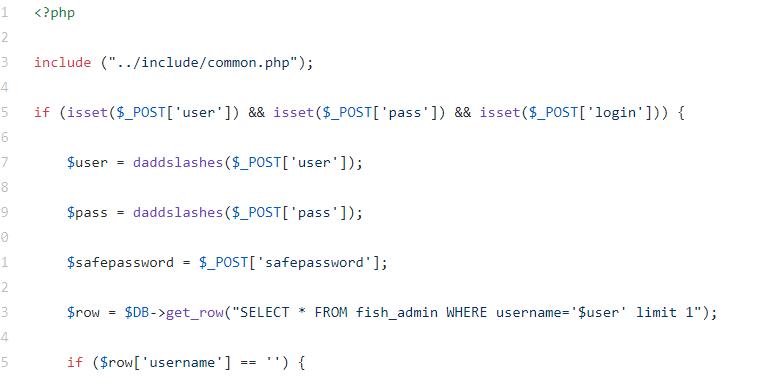 1 <?php
2
3 include ("../include/common.php");
4
5 if (isset($_POST['user']) && isset($_POST['pass']) && isset($_POST['login'])) {
6
7 $user = daddslashes($_POST['user']);
8
9 $pass = daddslashes($_POST['pass']);
0
1 $safepassword = $_POST['safepassword'];
2
3 $row = $DB->get_row("SELECT * FROM fish_admin WHERE username='$user' limit 1");
4
5 if ($row['username'] == '') {